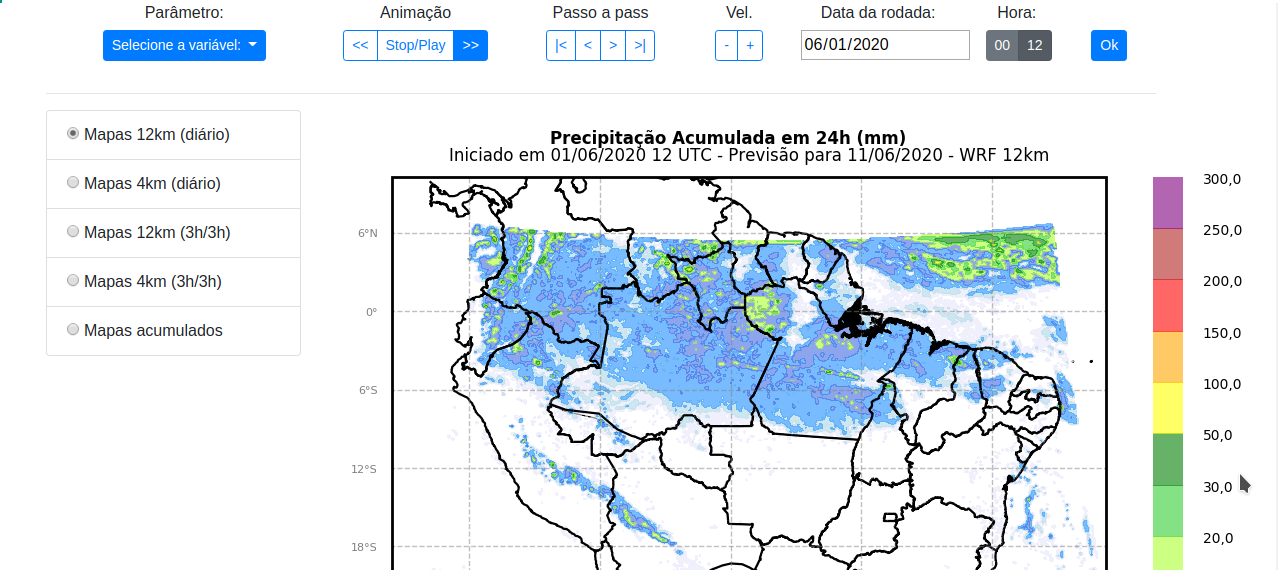 Parâmetro: Animação Passo a pass Vel. Data da rodada: Hora:
Selecione a variável: << Stop/Play >> |< < > >| - + 06/01/2020 00 12 Ok
Mapas 12km (diário)
Mapas 4km (diário)
Mapas 12km (3h/3h)
Mapas 4km (3h/3h)
Mapas acumulados
Precipitação Acumulada em 24h (mm)
Iniciado em 01/06/2020 12 UTC - Previsão para 11/06/2020 - WRF 12km
6°N
0°
6°S
12°S
18°S
300,0
250,0
200,0
150,0
100,0
50,0
30,0
20,0